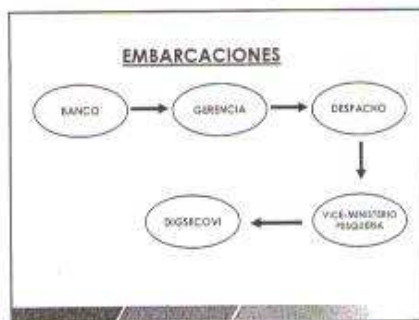 EMBARCACIONES
BANCO
GERENCIA
DESPACHO
VICE-MINISTERIO
PESQUERIA
DIGSECOVI